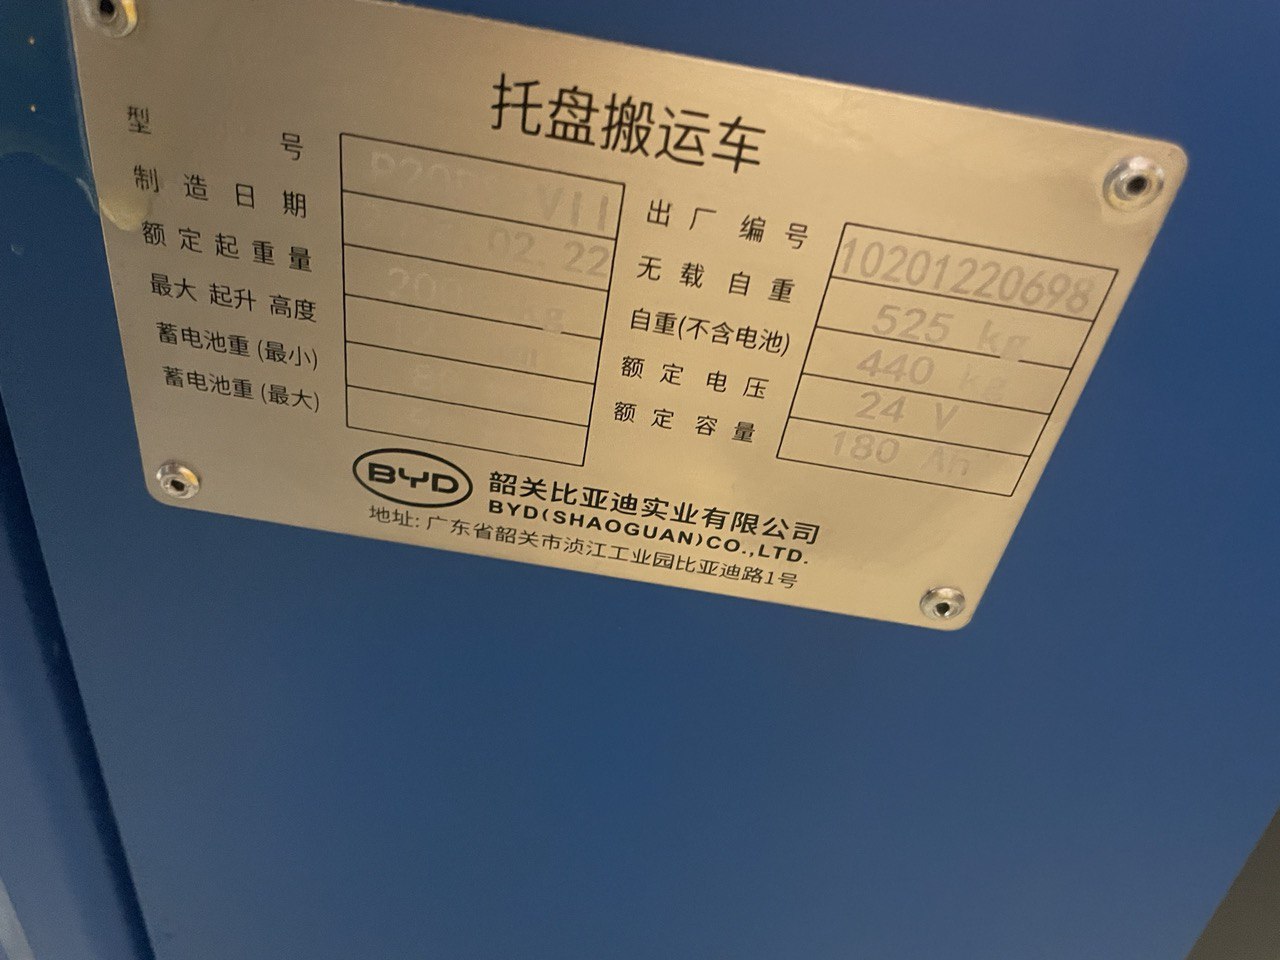 托盘搬运车
型号
制造日期 02.22
额定起重量
最大起升高度
蓄电池重(最小)
蓄电池重(最大)
出厂编号 10201220698
无载自重 525 kg
自重(不含电池) 440 kg
额定电压 24 V
额定容量 180 Ah
BYD 韶关比亚迪实业有限公司
BYD(SHAOGUAN)CO.,LTD.
地址: 广东省韶关市浈江工业园比亚迪路1号